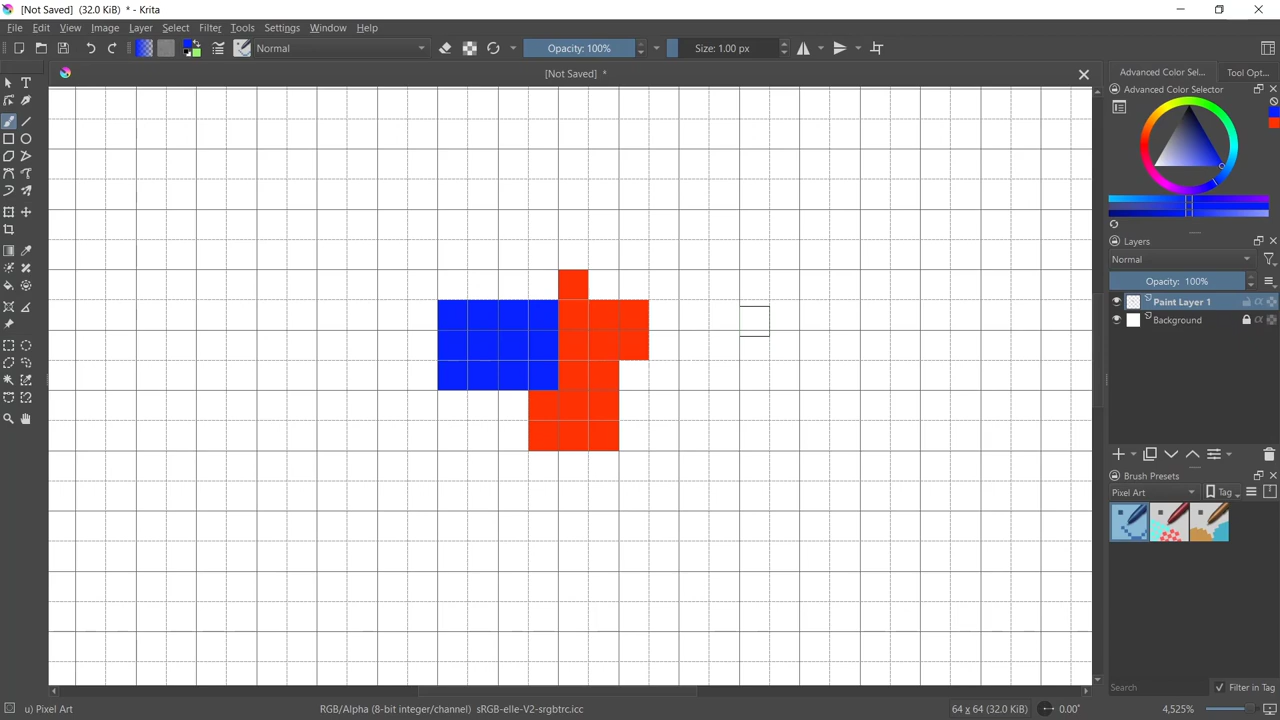 [Not Saved]  (32.0 KiB)  * - Krita
File Edit View Image Layer Select Filter Tools Settings Window Help
Normal Opacity: 100% Size: 1.00 px
[Not Saved]  *
Advanced Color Sel... Tool Opt...
Advanced Color Selector
Layers
Normal
Opacity:  100%
Paint Layer 1
Background
Brush Presets
Pixel Art Tag
Search Filter in Tag
u) Pixel Art RGB/Alpha (8-bit integer/channel)  sRGB-elle-V2-srgbtrc.icc 64 x 64 (32.0 KiB) 0.00° 4,525%